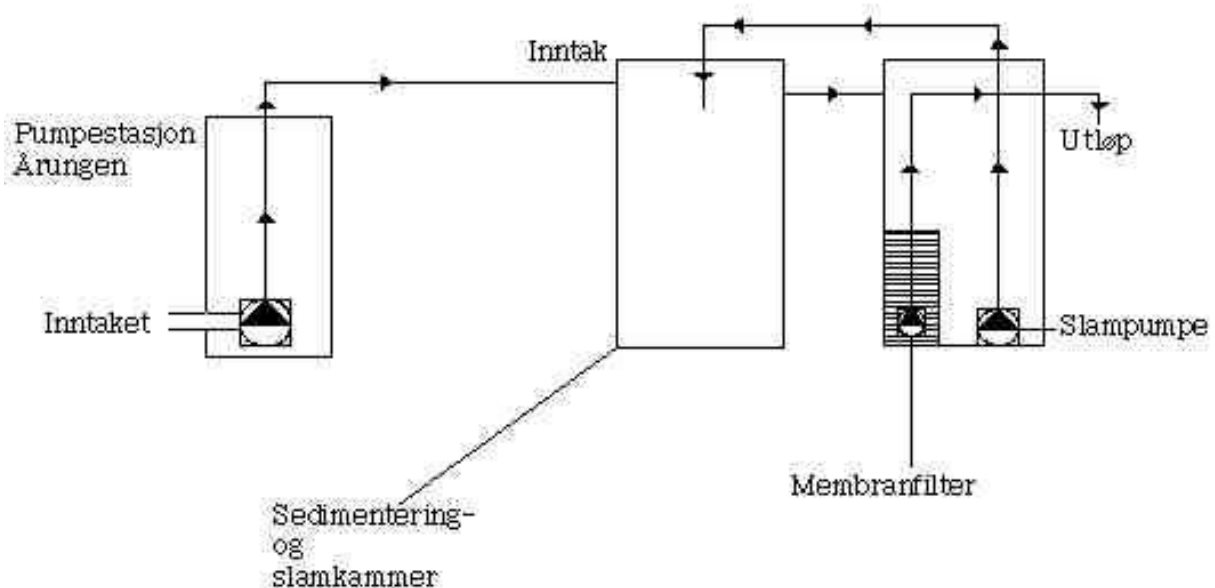 Inntak
Pumpestasjon
Årungen
Utløp
Inntaket
Slampumpe
Membranfilter
Sedimentering-
og
slamkammer